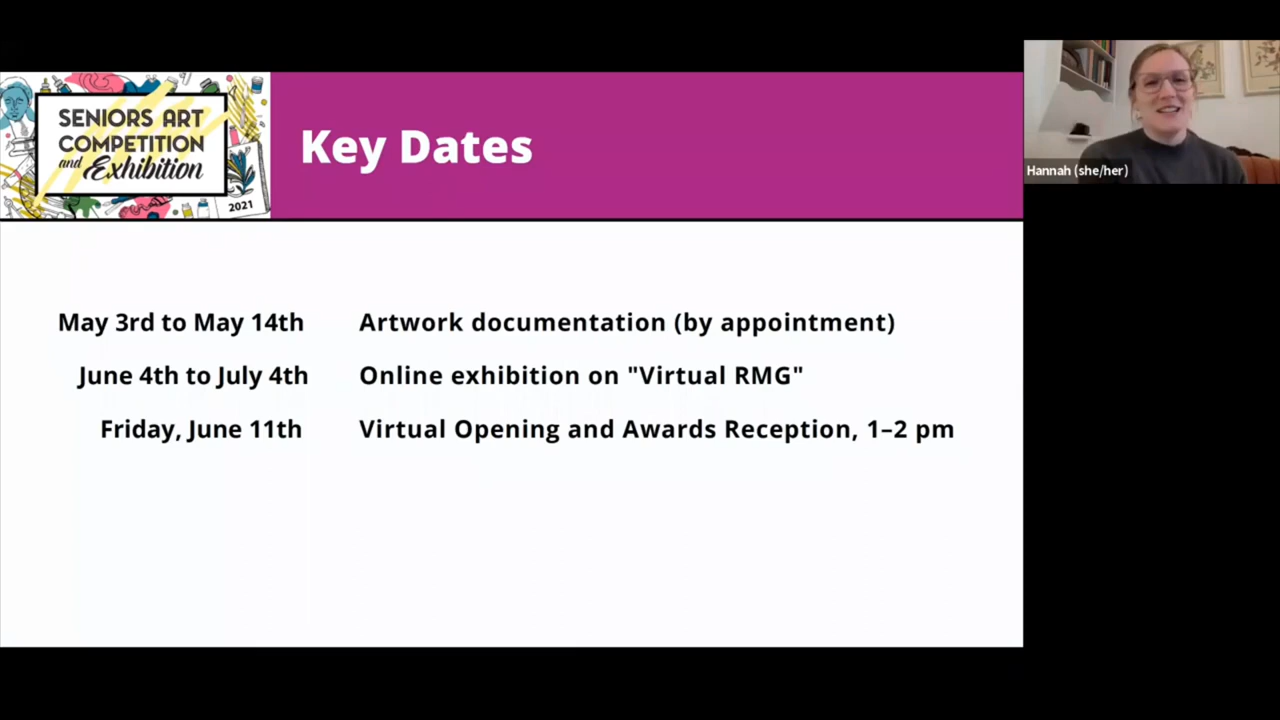 SENIORS ART
COMPETITION
and Exhibition
2021
Key Dates
Hannah (she/her)
May 3rd to May 14th Artwork documentation (by appointment)
June 4th to July 4th Online exhibition on "Virtual RMG"
Friday, June 11th Virtual Opening and Awards Reception, 1–2 pm